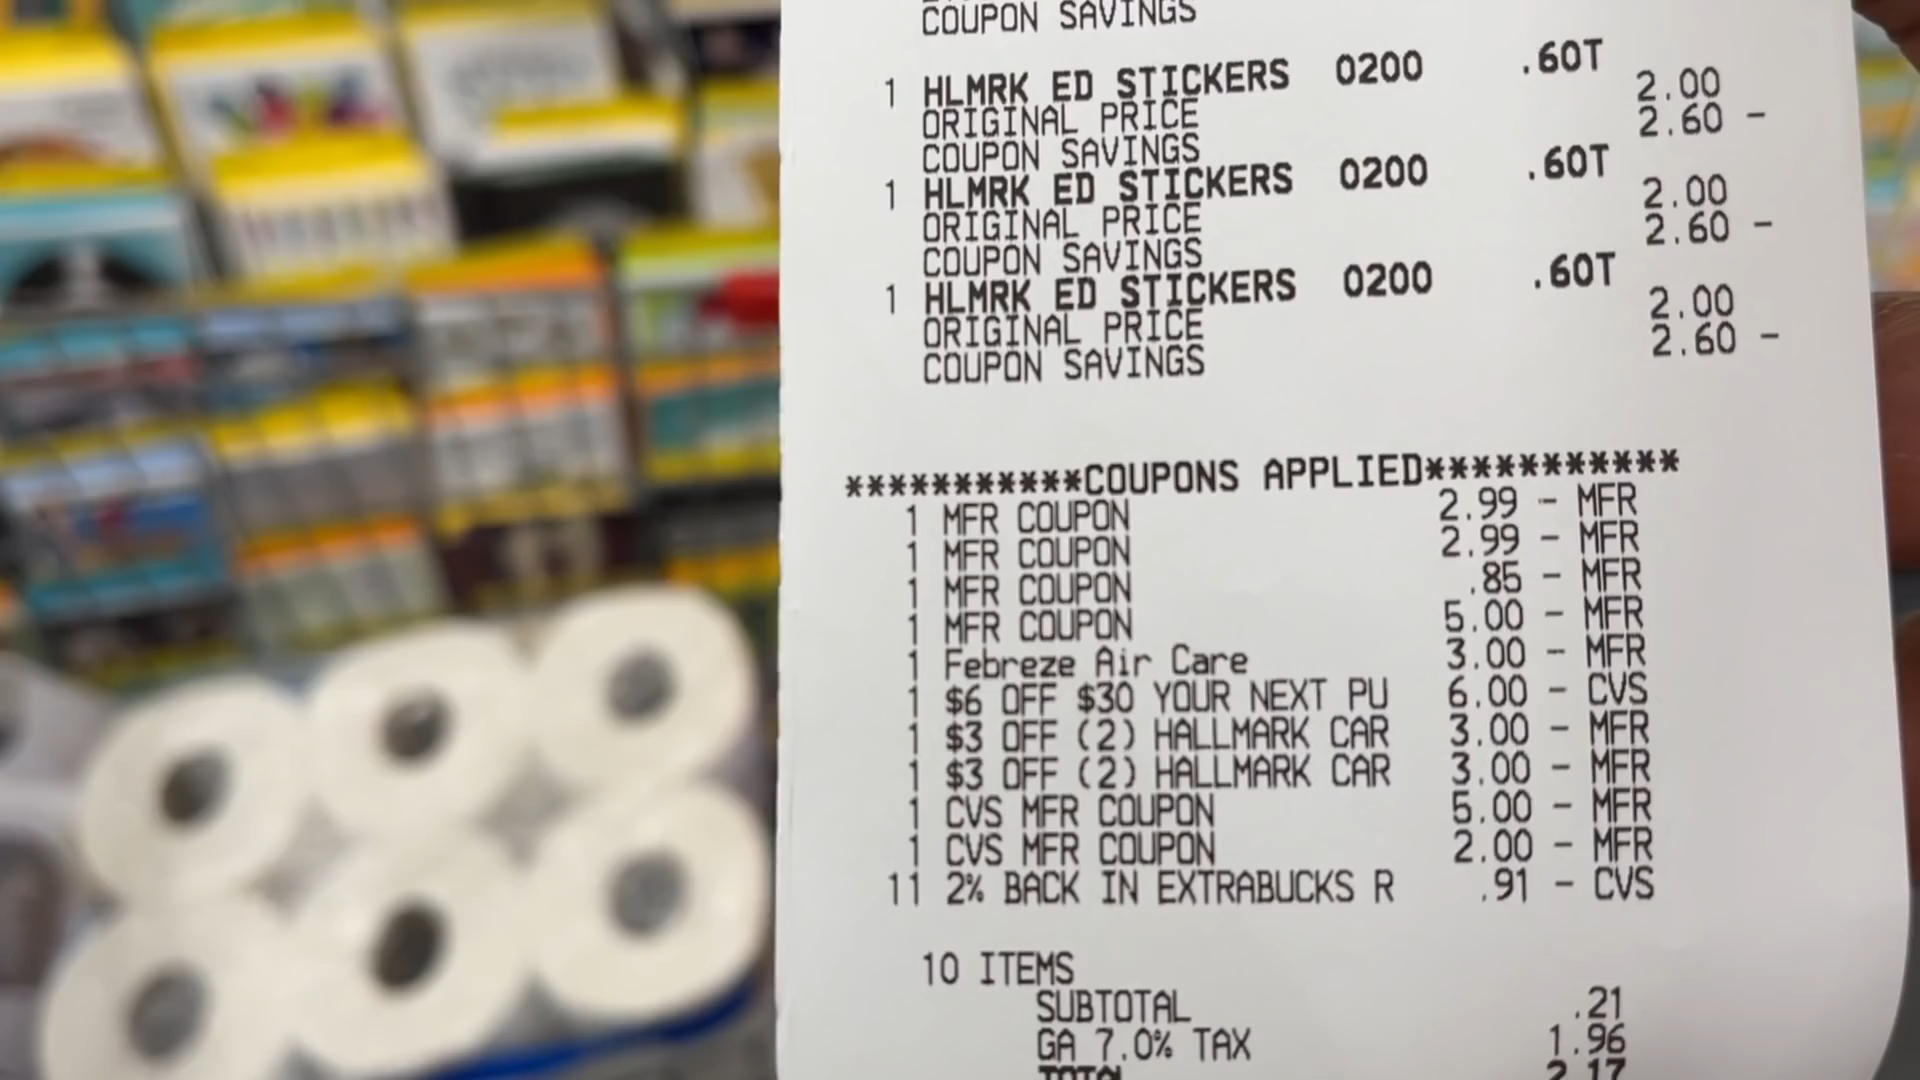 COUPON SAVINGS
1 HLMRK ED STICKERS 0200 .60T
ORIGINAL PRICE 2.00
COUPON SAVINGS 2.60 -
1 HLMRK ED STICKERS 0200 .60T
ORIGINAL PRICE 2.00
COUPON SAVINGS 2.60 -
1 HLMRK ED STICKERS 0200 .60T
ORIGINAL PRICE 2.00
COUPON SAVINGS 2.60 -
***********COUPONS APPLIED***********
1 MFR COUPON 2.99 - MFR
1 MFR COUPON 2.99 - MFR
1 MFR COUPON .85 - MFR
1 MFR COUPON 5.00 - MFR
1 Febreze Air Care 3.00 - MFR
1 $6 OFF $30 YOUR NEXT PU 6.00 - CVS
1 $3 OFF (2) HALLMARK CAR 3.00 - MFR
1 $3 OFF (2) HALLMARK CAR 3.00 - MFR
1 CVS MFR COUPON 5.00 - MFR
1 CVS MFR COUPON 2.00 - MFR
11 2% BACK IN EXTRABUCKS R .91 - CVS
10 ITEMS
SUBTOTAL .21
GA 7.0% TAX 1.96
TOTAL 2.17